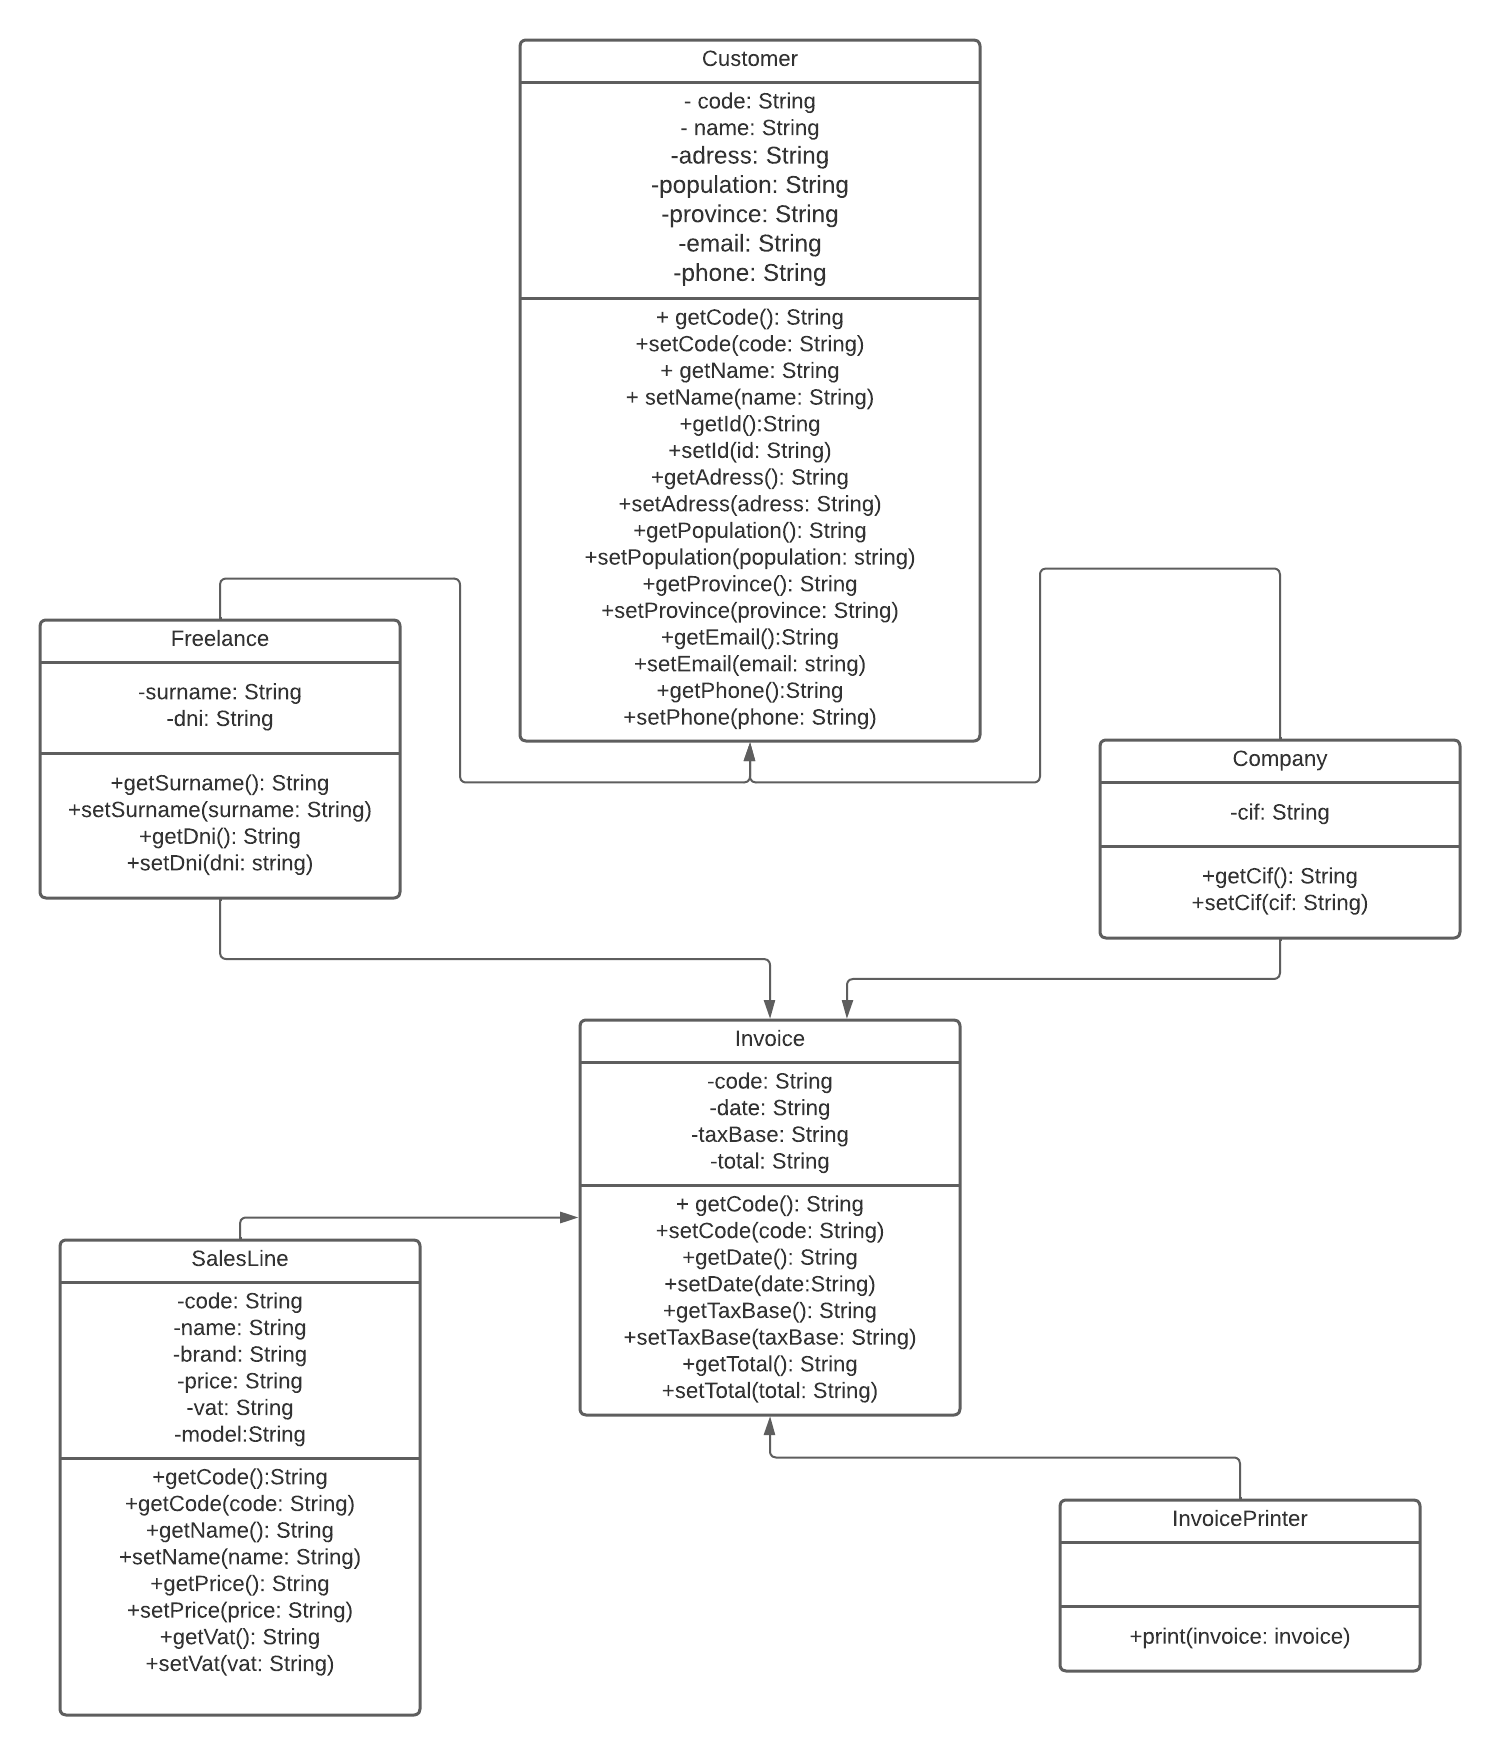 Customer
- code: String
- name: String
-adress: String
-population: String
-province: String
-email: String
-phone: String
+ getCode(): String
+setCode(code: String)
+ getName: String
+ setName(name: String)
+getId():String
+setId(id: String)
+getAdress(): String
+setAdress(adress: String)
+getPopulation(): String
+setPopulation(population: string)
+getProvince(): String
+setProvince(province: String)
+getEmail():String
+setEmail(email: string)
+getPhone():String
+setPhone(phone: String)
Freelance
-surname: String
-dni: String
+getSurname(): String
+setSurname(surname: String)
+getDni(): String
+setDni(dni: string)
Company
-cif: String
+getCif(): String
+setCif(cif: String)
Invoice
-code: String
-date: String
-taxBase: String
-total: String
+ getCode(): String
+setCode(code: String)
+getDate(): String
+setDate(date:String)
+getTaxBase(): String
+setTaxBase(taxBase: String)
+getTotal(): String
+setTotal(total: String)
SalesLine
-code: String
-name: String
-brand: String
-price: String
-vat: String
-model:String
+getCode():String
+getCode(code: String)
+getName(): String
+setName(name: String)
+getPrice(): String
+setPrice(price: String)
+getVat(): String
+setVat(vat: String)
InvoicePrinter
+print(invoice: invoice)